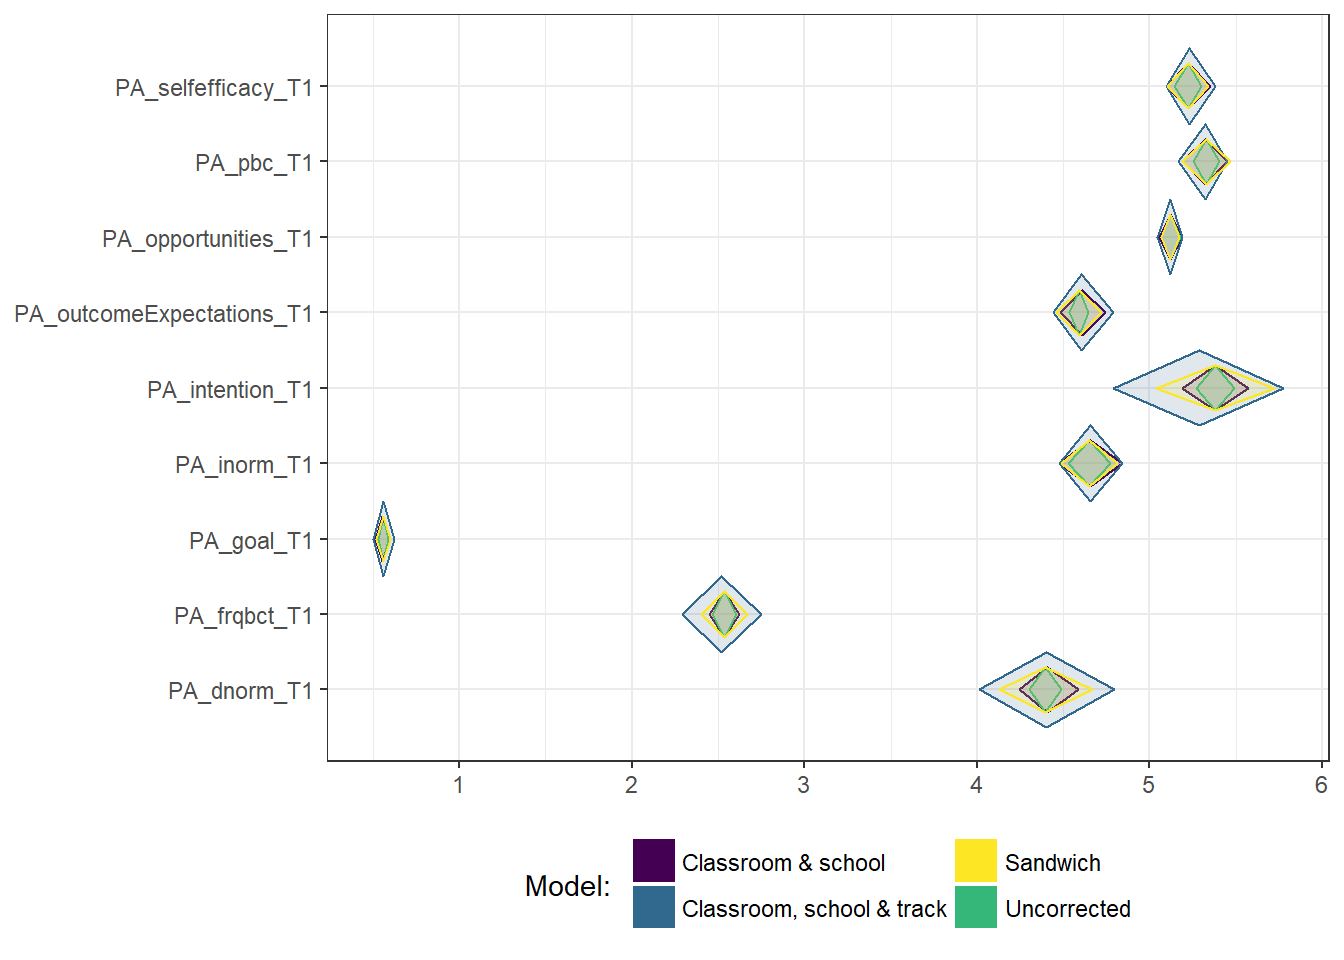 PA_selfefficacy_T1
PA_pbc_T1
PA_opportunities_T1
PA_outcomeExpectations_T1
PA_intention_T1
PA_inorm_T1
PA_goal_T1
PA_frqbct_T1
PA_dnorm_T1
1 2 3 4 5 6
Model:
Classroom & school
Classroom, school & track
Sandwich
Uncorrected